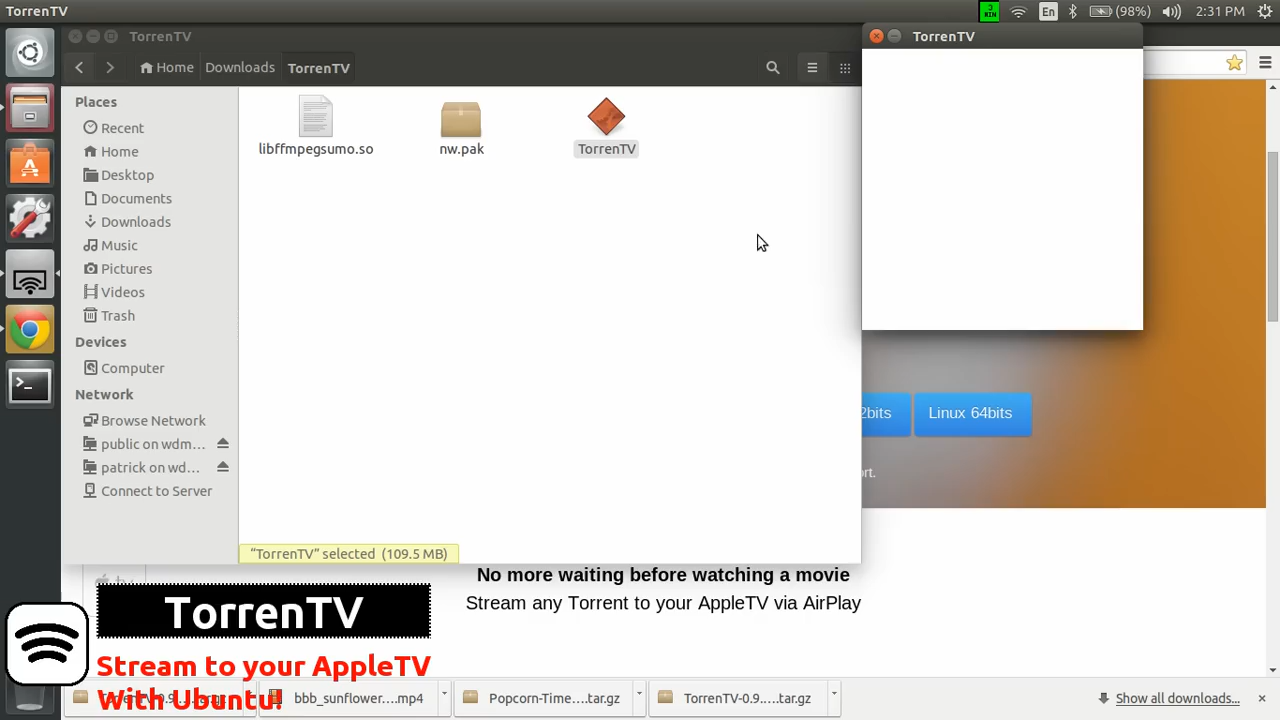 TorrenTV
En
(98%)
2:31 PM
TorrenTV
TorrenTV
Home
Downloads
TorrenTV
Places
Recent
Home
Desktop
Documents
Downloads
Music
Pictures
Videos
Trash
Devices
Computer
Network
Browse Network
public on wdm...
patrick on wd...
Connect to Server
libffmpegsumo.so
nw.pak
TorrenTV
"TorrenTV" selected (109.5 MB)
2bits
Linux 64bits
rt.
No more waiting before watching a movie
Stream any Torrent to your AppleTV via AirPlay
TorrenTV
Stream to your AppleTV
With Ubuntu!
bbb_sunflower....mp4
Popcorn-Time....tar.gz
TorrenTV-0.9.....tar.gz
Show all downloads...